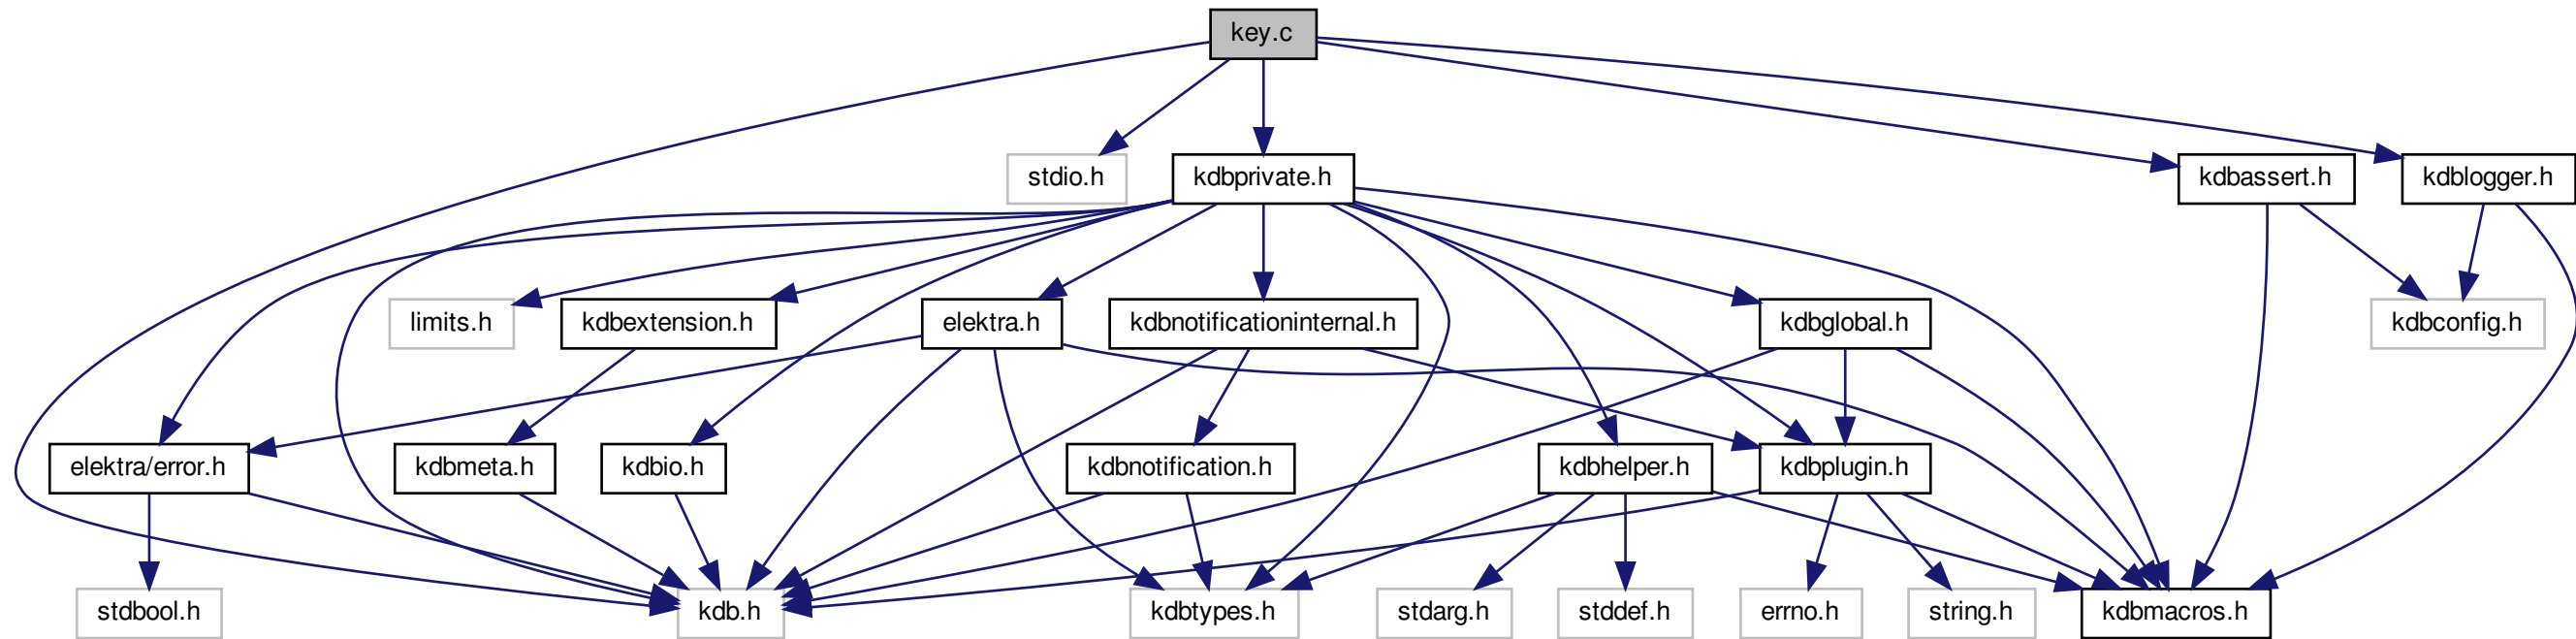 key.c
stdio.h
kdbprivate.h
kdbassert.h
kdblogger.h
limits.h
kdbextension.h
elektra.h
kdbnotificationinternal.h
kdbglobal.h
kdbconfig.h
elektra/error.h
kdbmeta.h
kdbio.h
kdbnotification.h
kdbhelper.h
kdbplugin.h
stdbool.h
kdb.h
kdbtypes.h
stdarg.h
stddef.h
errno.h
string.h
kdbmacros.h